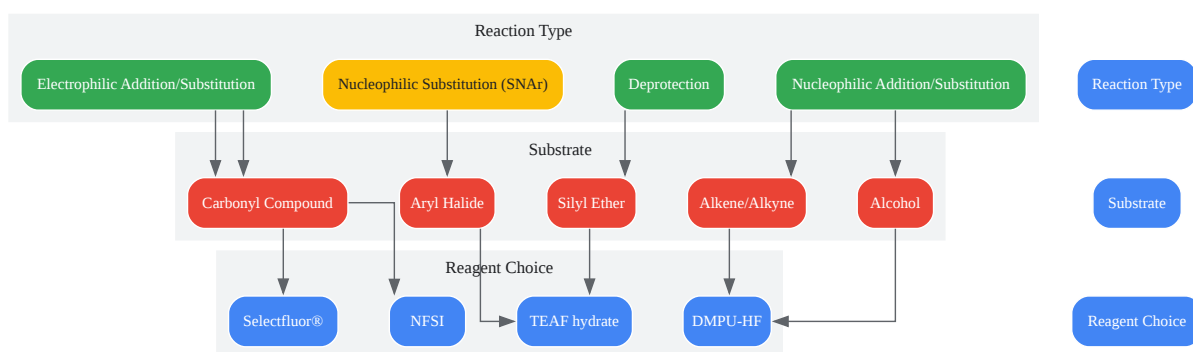 Reaction Type
Electrophilic Addition/Substitution
Nucleophilic Substitution (SNAr)
Deprotection
Nucleophilic Addition/Substitution
Reaction Type
Substrate
Carbonyl Compound
Aryl Halide
Silyl Ether
Alkene/Alkyne
Alcohol
Substrate
Reagent Choice
Selectfluor®
NFSI
TEAF hydrate
DMPU-HF
Reagent Choice